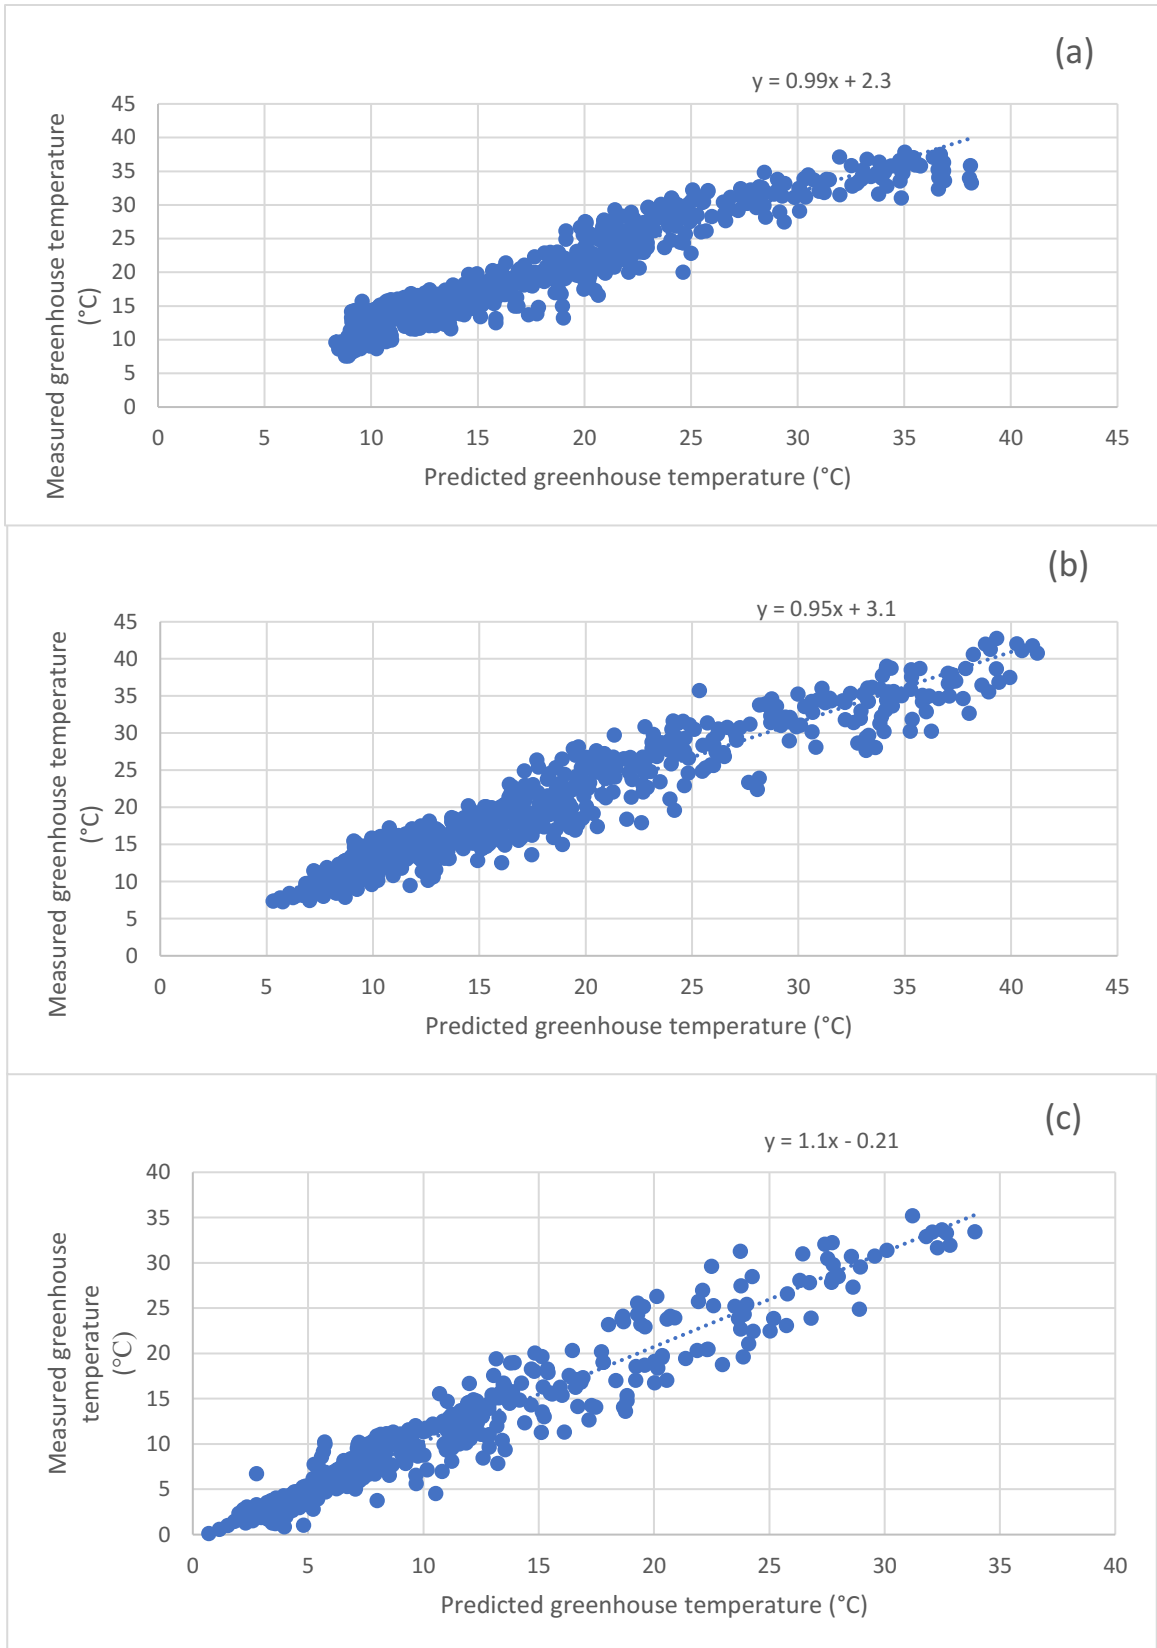 (a)
y = 0.99x + 2.3
Measured greenhouse temperature
(°C)
45
40
35
30
25
20
15
10
5
0
0 5 10 15 20 25 30 35 40 45
Predicted greenhouse temperature (°C)
(b)
y = 0.95x + 3.1
Measured greenhouse temperature
(°C)
45
40
35
30
25
20
15
10
5
0
0 5 10 15 20 25 30 35 40 45
Predicted greenhouse temperature (°C)
(c)
y = 1.1x - 0.21
Measured greenhouse
temperature
(°C)
40
35
30
25
20
15
10
5
0
0 5 10 15 20 25 30 35 40
Predicted greenhouse temperature (°C)